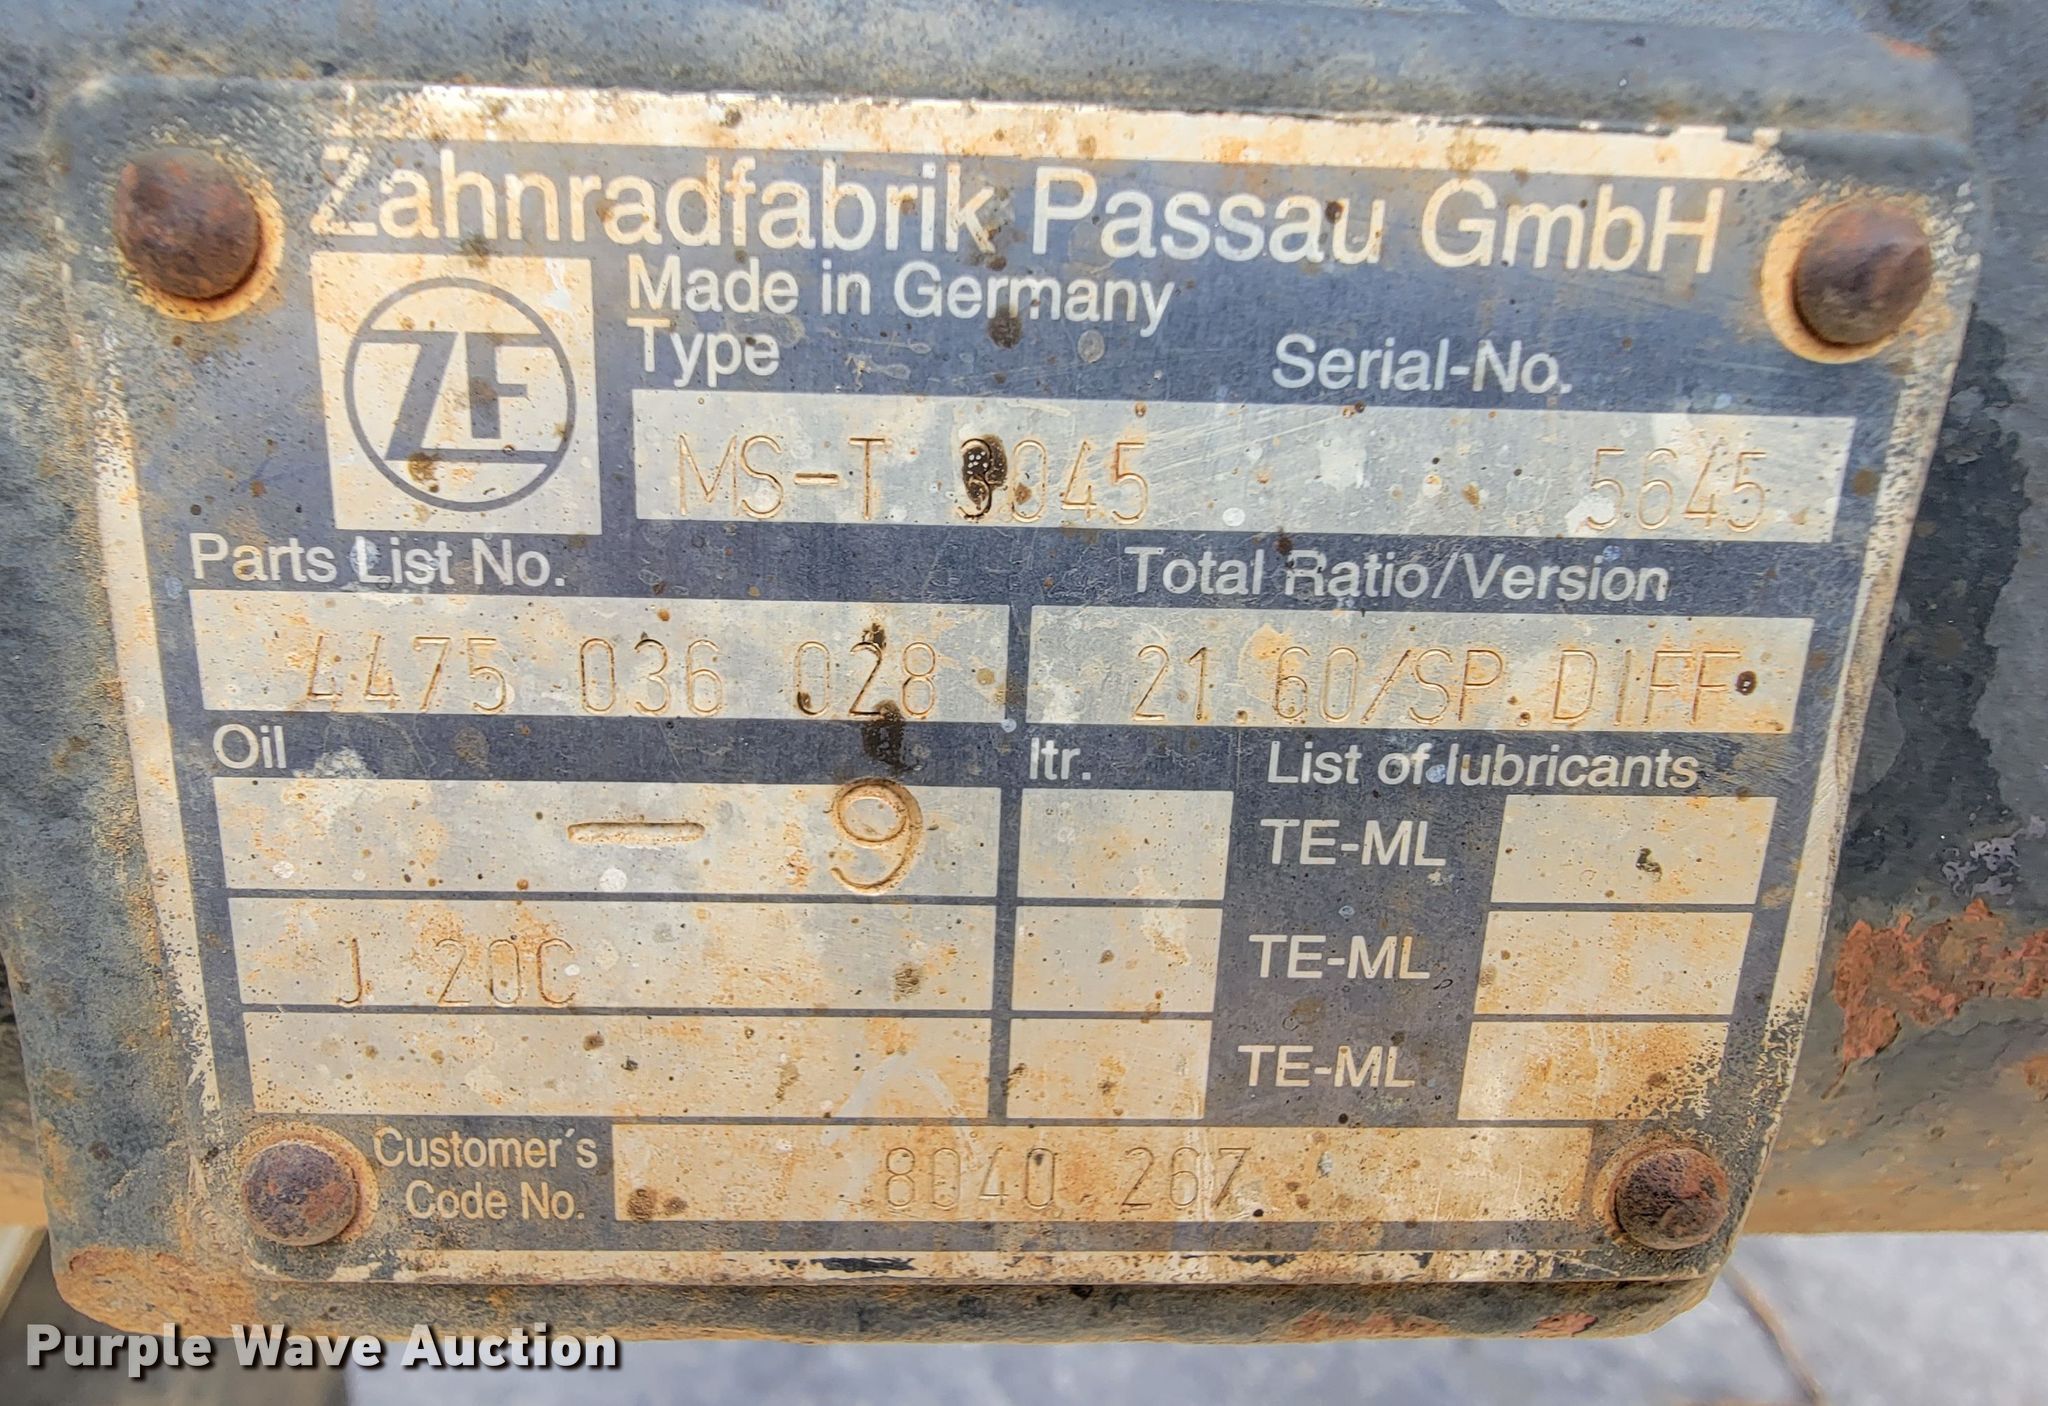 Zahnradfabrik Passau GmbH
ZF
Made in Germany
Type
Serial-No.
MS-T 3045
5645
Parts List No.
Total Ratio/Version
4475 036 028
21.60/SP.DIFF
Oil
ltr.
List of lubricants
- 9
TE-ML
J 20C
TE-ML
TE-ML
Customer's
Code No.
8040 267
Purple Wave Auction